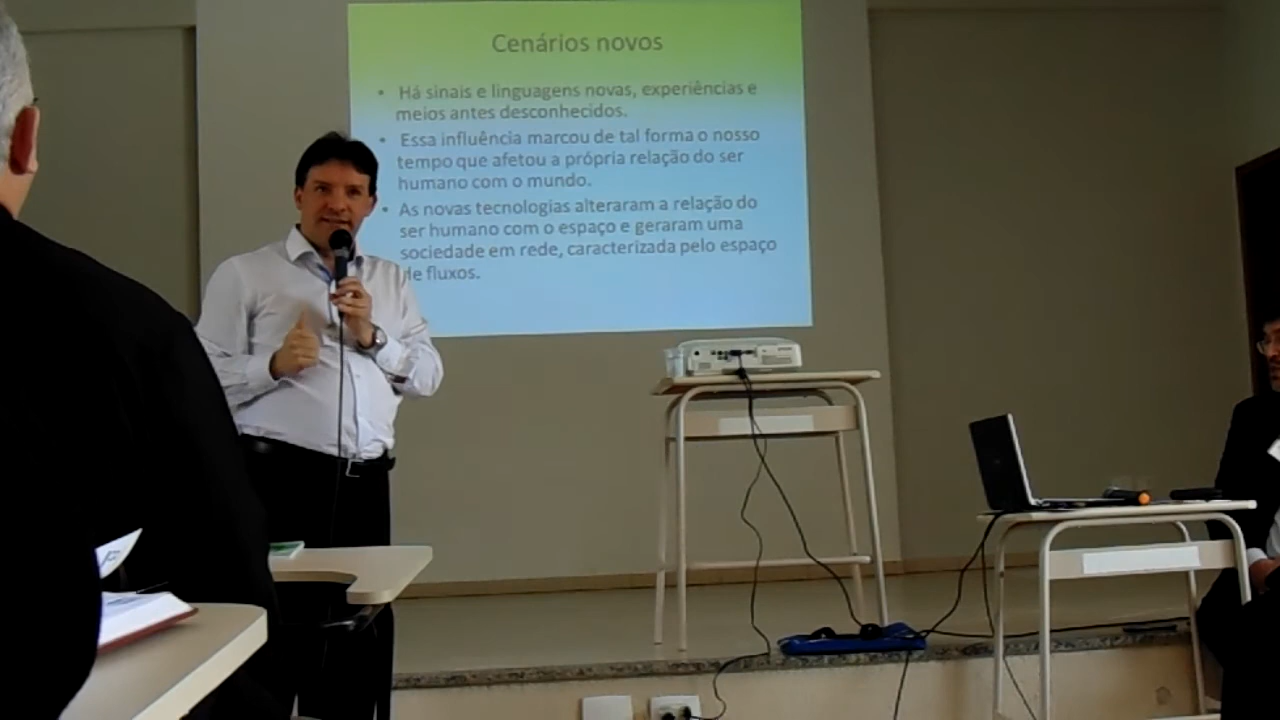 Cenários novos
• Há sinais e linguagens novas, experiências e
meios antes desconhecidos.
• Essa influência marcou de tal forma o nosso
tempo que afetou a própria relação do ser
humano com o mundo.
• As novas tecnologias alteraram a relação do
ser humano com o espaço e geraram uma
sociedade em rede, caracterizada pelo espaço
de fluxos.